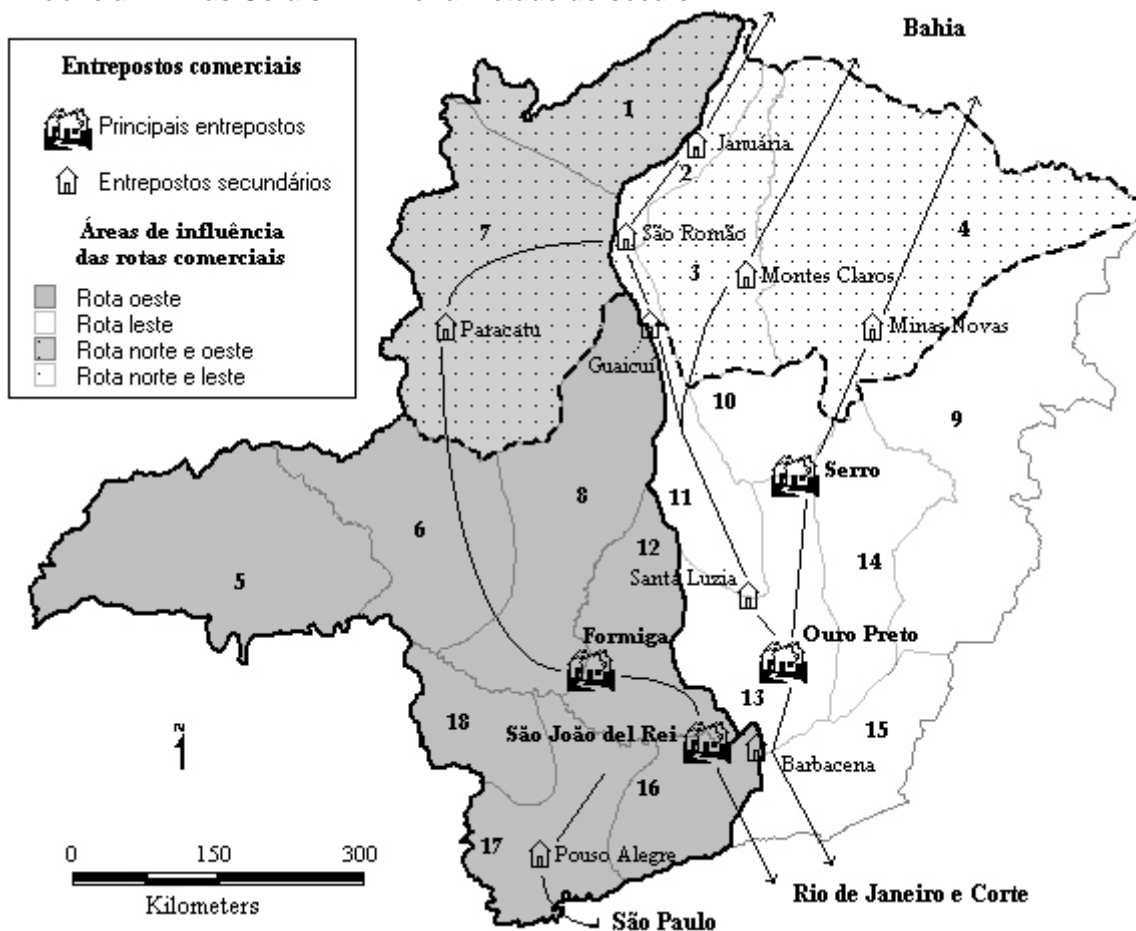 Bahia
Entrepostos comerciais
Principais entrepostos
Entrepostos secundários
Áreas de influência
das rotas comerciais
Rota oeste
Rota leste
Rota norte e oeste
Rota norte e leste
1
Januária
2
7
São Romão
4
3
Montes Claros
Paracatu
Minas Novas
Guaicuí
10
9
Serro
8
11
6
12
14
5
Santa Luzia
Formiga
Ouro Preto
13
18
São João del Rei
15
N
Barbacena
16
0 150 300
17
Pouso Alegre
Kilometers
Rio de Janeiro e Corte
São Paulo